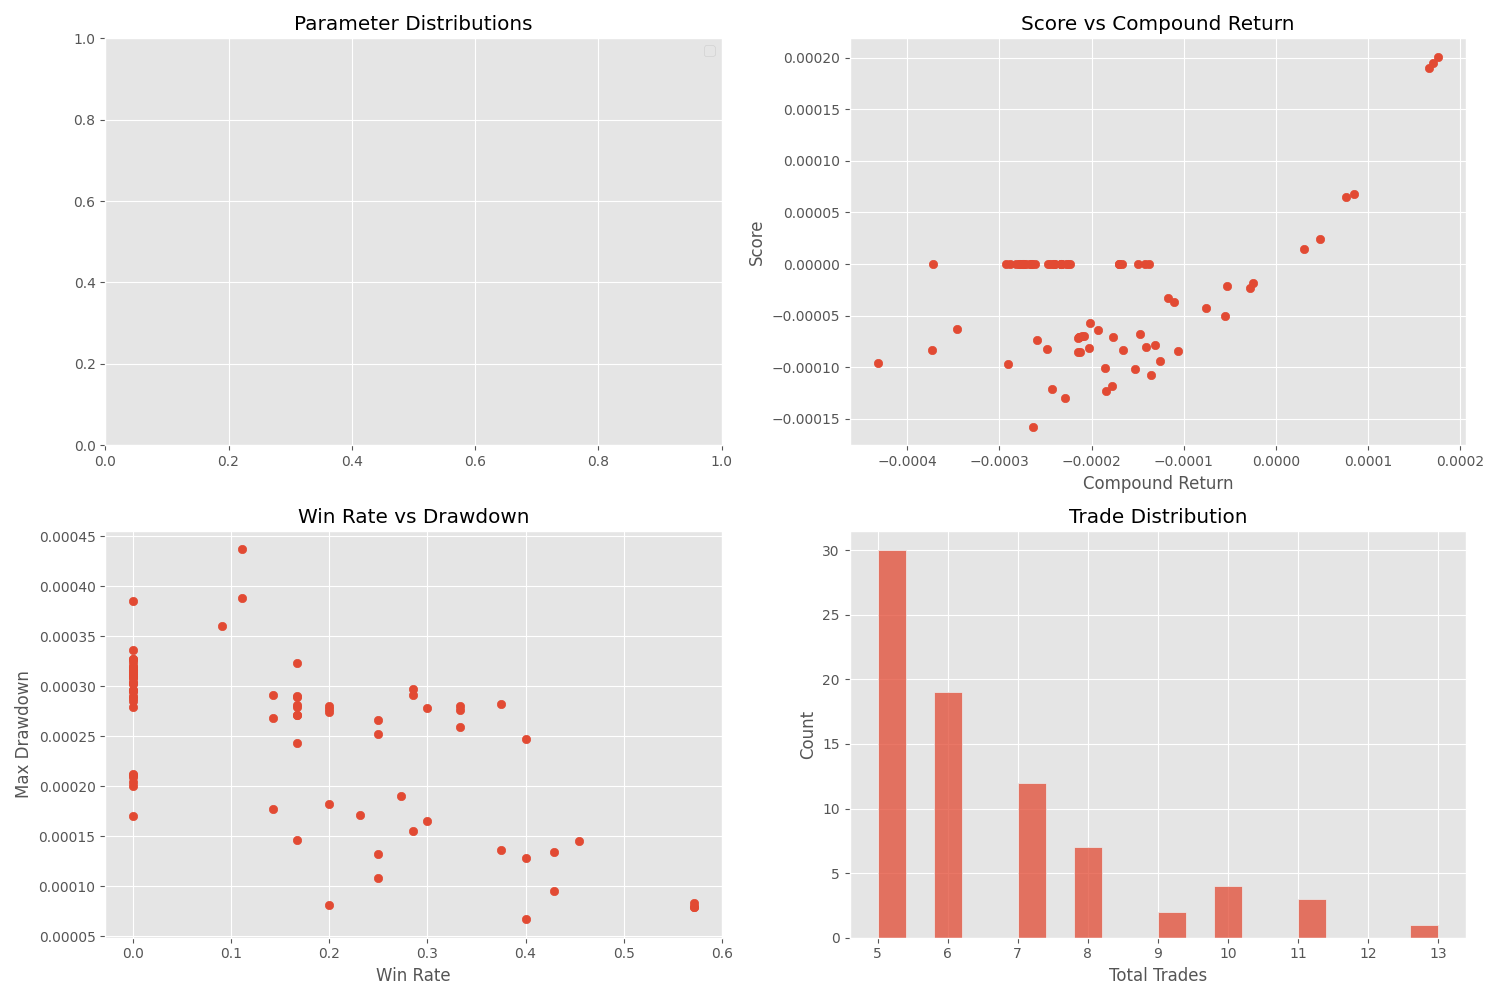 Parameter Distributions
1.0
0.8
0.6
0.4
0.2
0.0
0.0 0.2 0.4 0.6 0.8 1.0
Score vs Compound Return
Score
0.00020
0.00015
0.00010
0.00005
0.00000
−0.00005
−0.00010
−0.00015
−0.0004 −0.0003 −0.0002 −0.0001 0.0000 0.0001 0.0002
Compound Return
Win Rate vs Drawdown
Max Drawdown
0.00045
0.00040
0.00035
0.00030
0.00025
0.00020
0.00015
0.00010
0.00005
0.0 0.1 0.2 0.3 0.4 0.5 0.6
Win Rate
Trade Distribution
Count
30
25
20
15
10
5
0
5 6 7 8 9 10 11 12 13
Total Trades